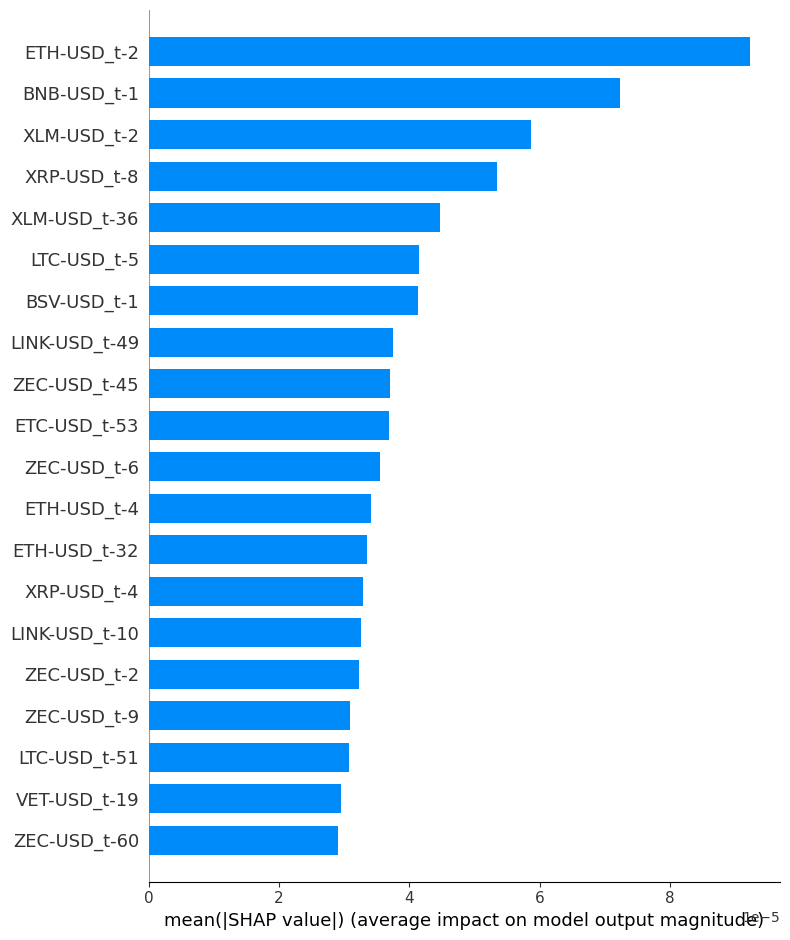 ETH-USD_t-2
BNB-USD_t-1
XLM-USD_t-2
XRP-USD_t-8
XLM-USD_t-36
LTC-USD_t-5
BSV-USD_t-1
LINK-USD_t-49
ZEC-USD_t-45
ETC-USD_t-53
ZEC-USD_t-6
ETH-USD_t-4
ETH-USD_t-32
XRP-USD_t-4
LINK-USD_t-10
ZEC-USD_t-2
ZEC-USD_t-9
LTC-USD_t-51
VET-USD_t-19
ZEC-USD_t-60
0 2 4 6 8
1e−5
mean(|SHAP value|) (average impact on model output magnitude)